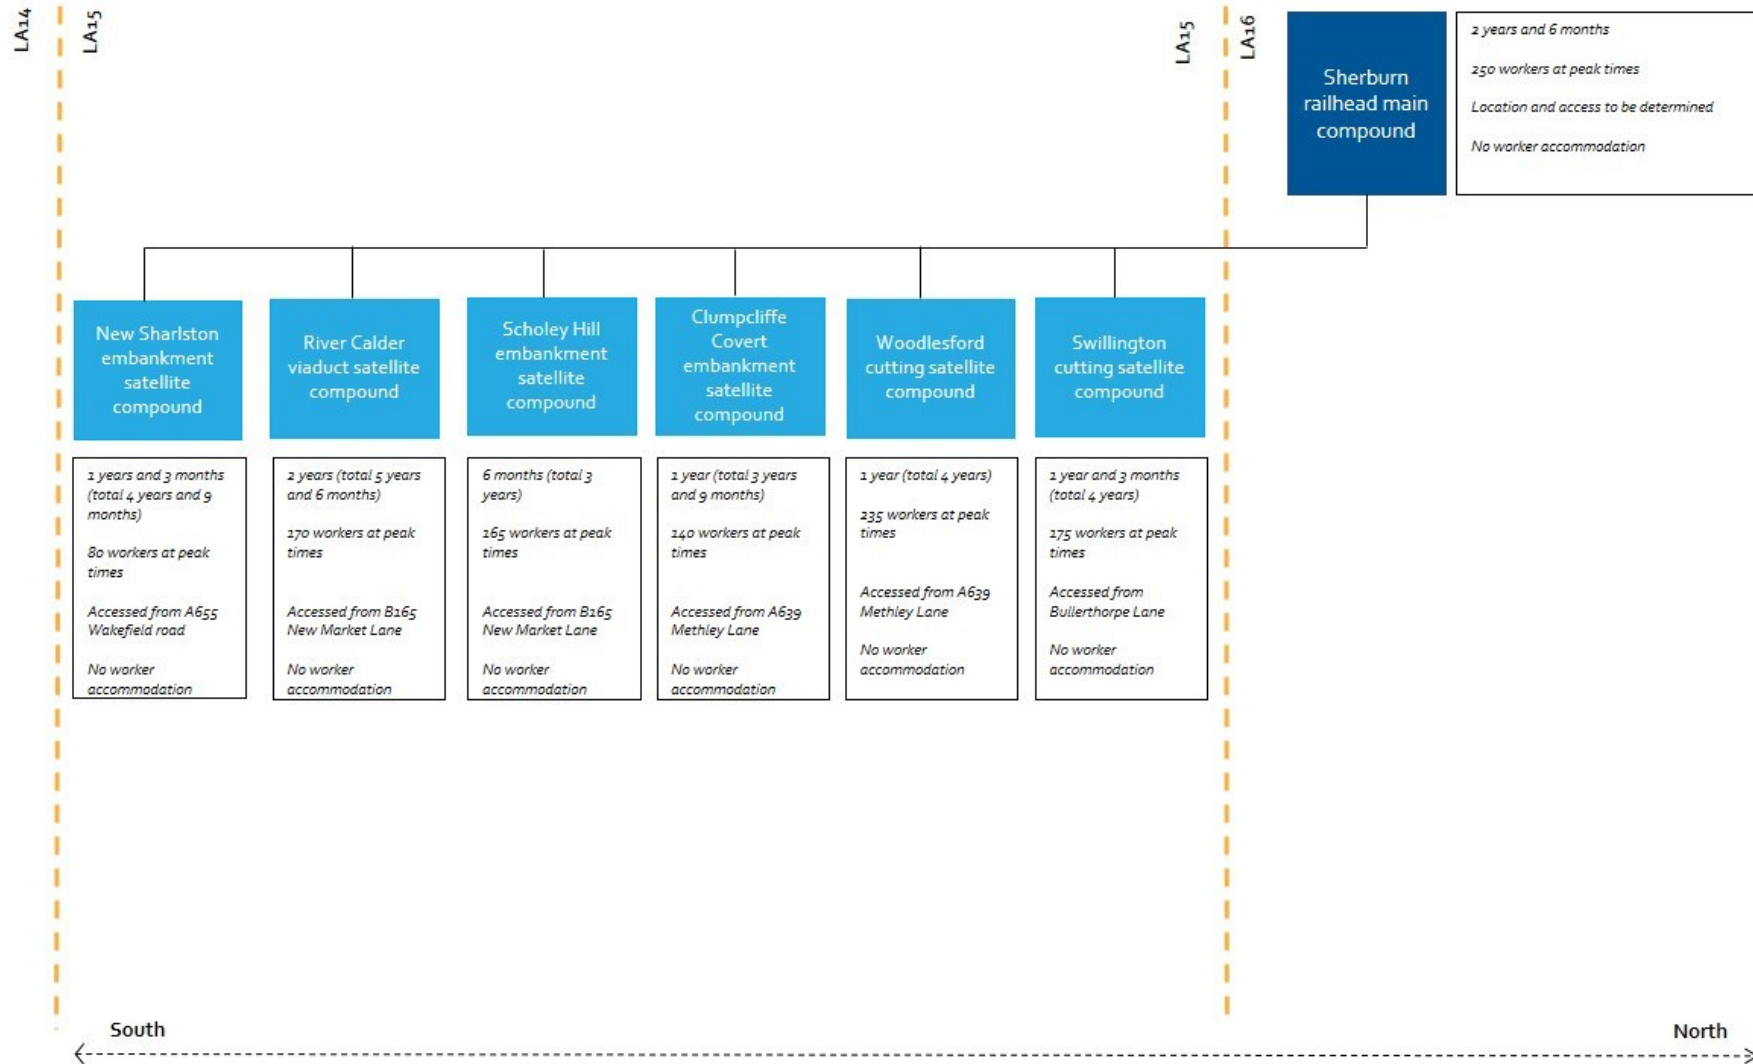 LA14
LA15
LA15
LA16
Sherburn
railhead main
compound
2 years and 6 months
250 workers at peak times
Location and access to be determined
No worker accommodation
New Sharlston
embankment
satellite
compound
River Calder
viaduct satellite
compound
Scholey Hill
embankment
satellite
compound
Clumpcliffe
Covert
embankment
satellite
compound
Woodlesford
cutting satellite
compound
Swillington
cutting satellite
compound
1 years and 3 months
(total 4 years and 9
months)
80 workers at peak
times
Accessed from A655
Wakefield road
No worker
accommodation
2 years (total 5 years
and 6 months)
170 workers at peak
times
Accessed from B165
New Market Lane
No worker
accommodation
6 months (total 3
years)
165 workers at peak
times
Accessed from B165
New Market Lane
No worker
accommodation
1 year (total 3 years
and 9 months)
140 workers at peak
times
Accessed from A639
Methley Lane
No worker
accommodation
1 year (total 4 years)
235 workers at peak
times
Accessed from A639
Methley Lane
No worker
accommodation
1 year and 3 months
(total 4 years)
175 workers at peak
times
Accessed from
Bullerthorpe Lane
No worker
accommodation
South
North